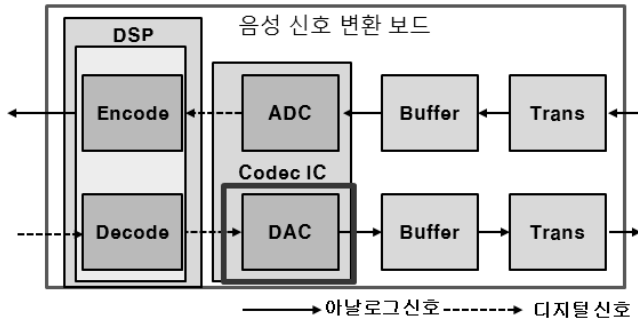 음성 신호 변환 보드
DSP
Encode
ADC
Buffer
Trans
Codec IC
Decode
DAC
Buffer
Trans
아날로그신호
디지털신호